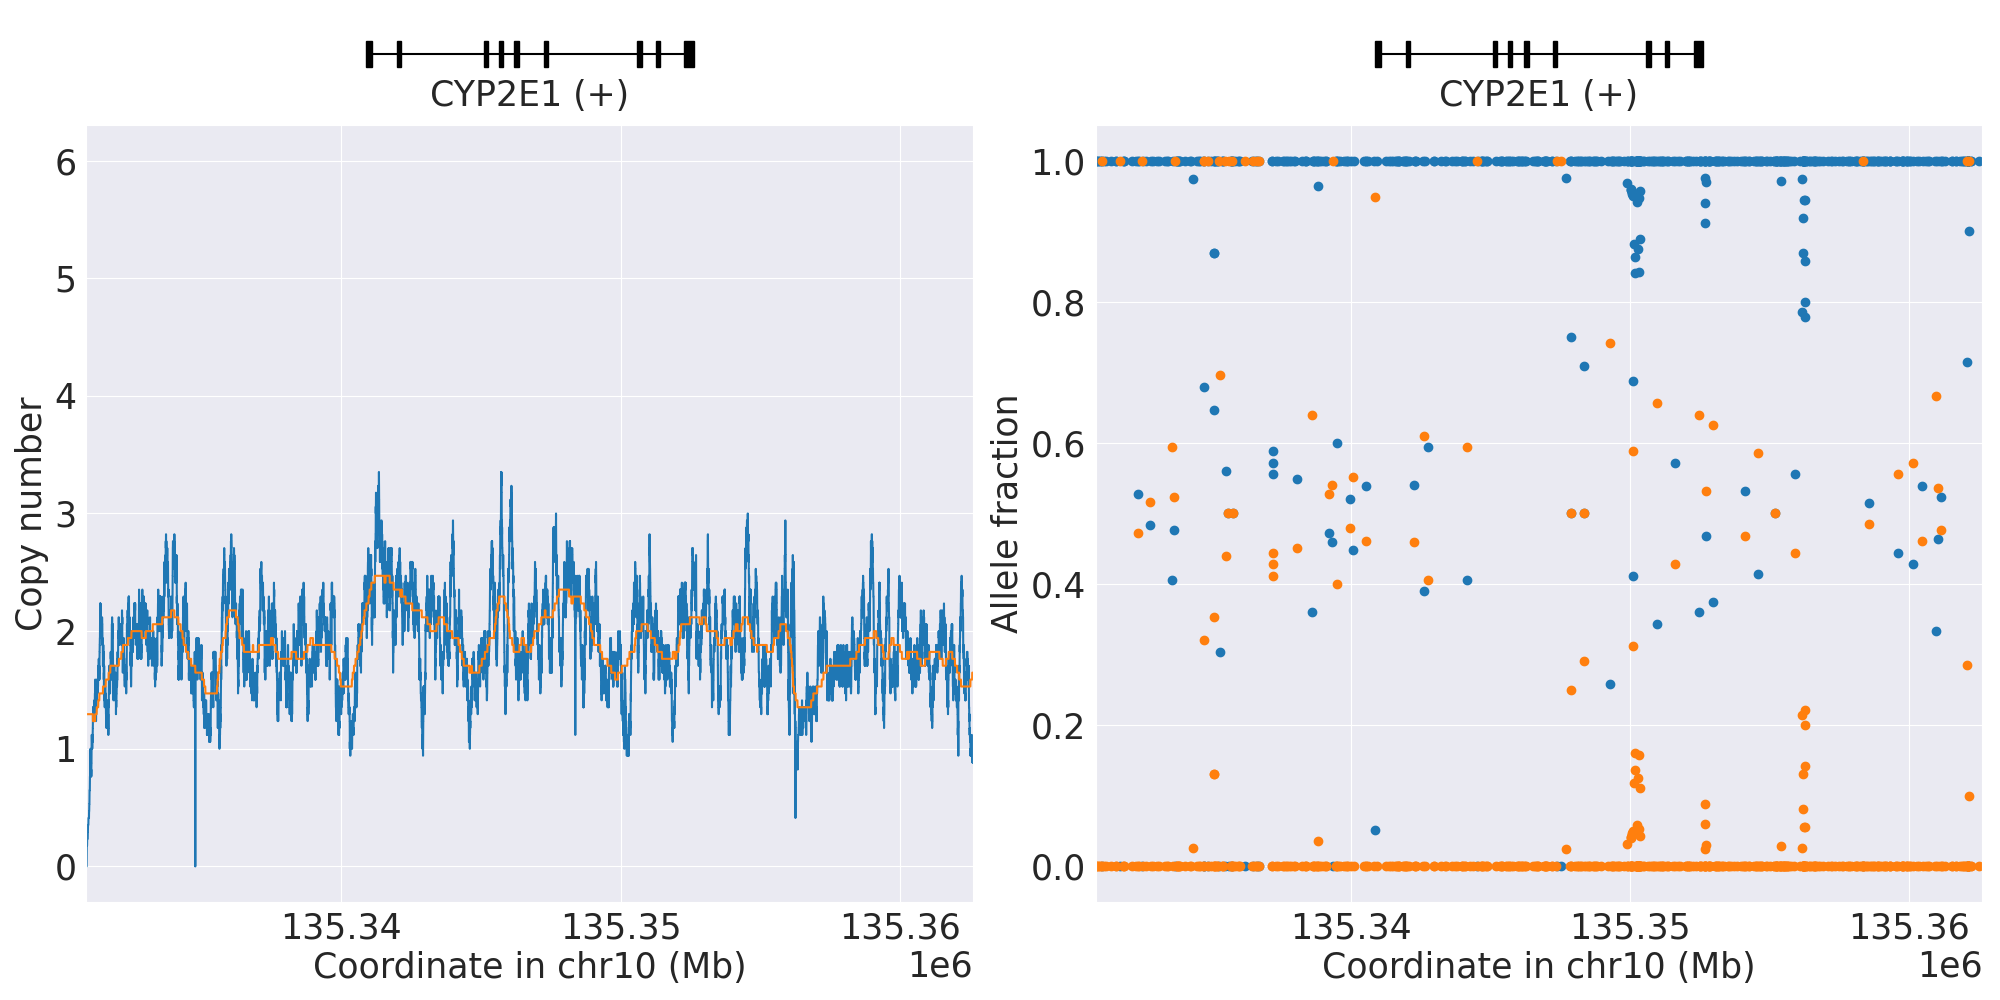 CYP2E1 (+)
6
5
4
3
2
1
0
Copy number
135.34 135.35 135.36
Coordinate in chr10 (Mb)
1e6
CYP2E1 (+)
1.0
0.8
0.6
0.4
0.2
0.0
Allele fraction
135.34 135.35 135.36
Coordinate in chr10 (Mb)
1e6